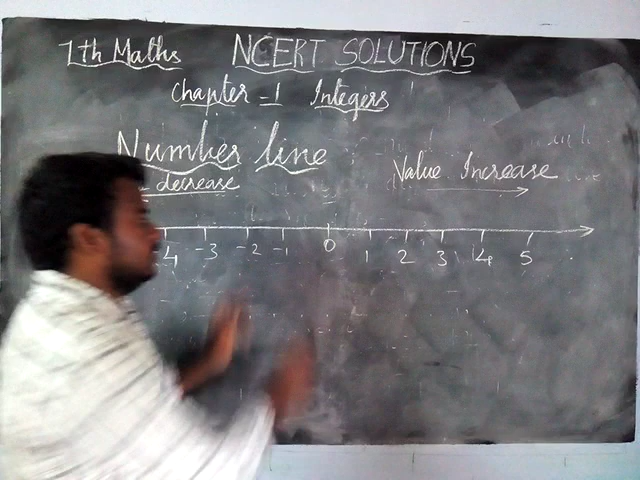 7th Maths NCERT SOLUTIONS
Chapter-1 Integers
Number line
decrease Value Increase
-4 -3 -2 -1 0 1 2 3 4 5